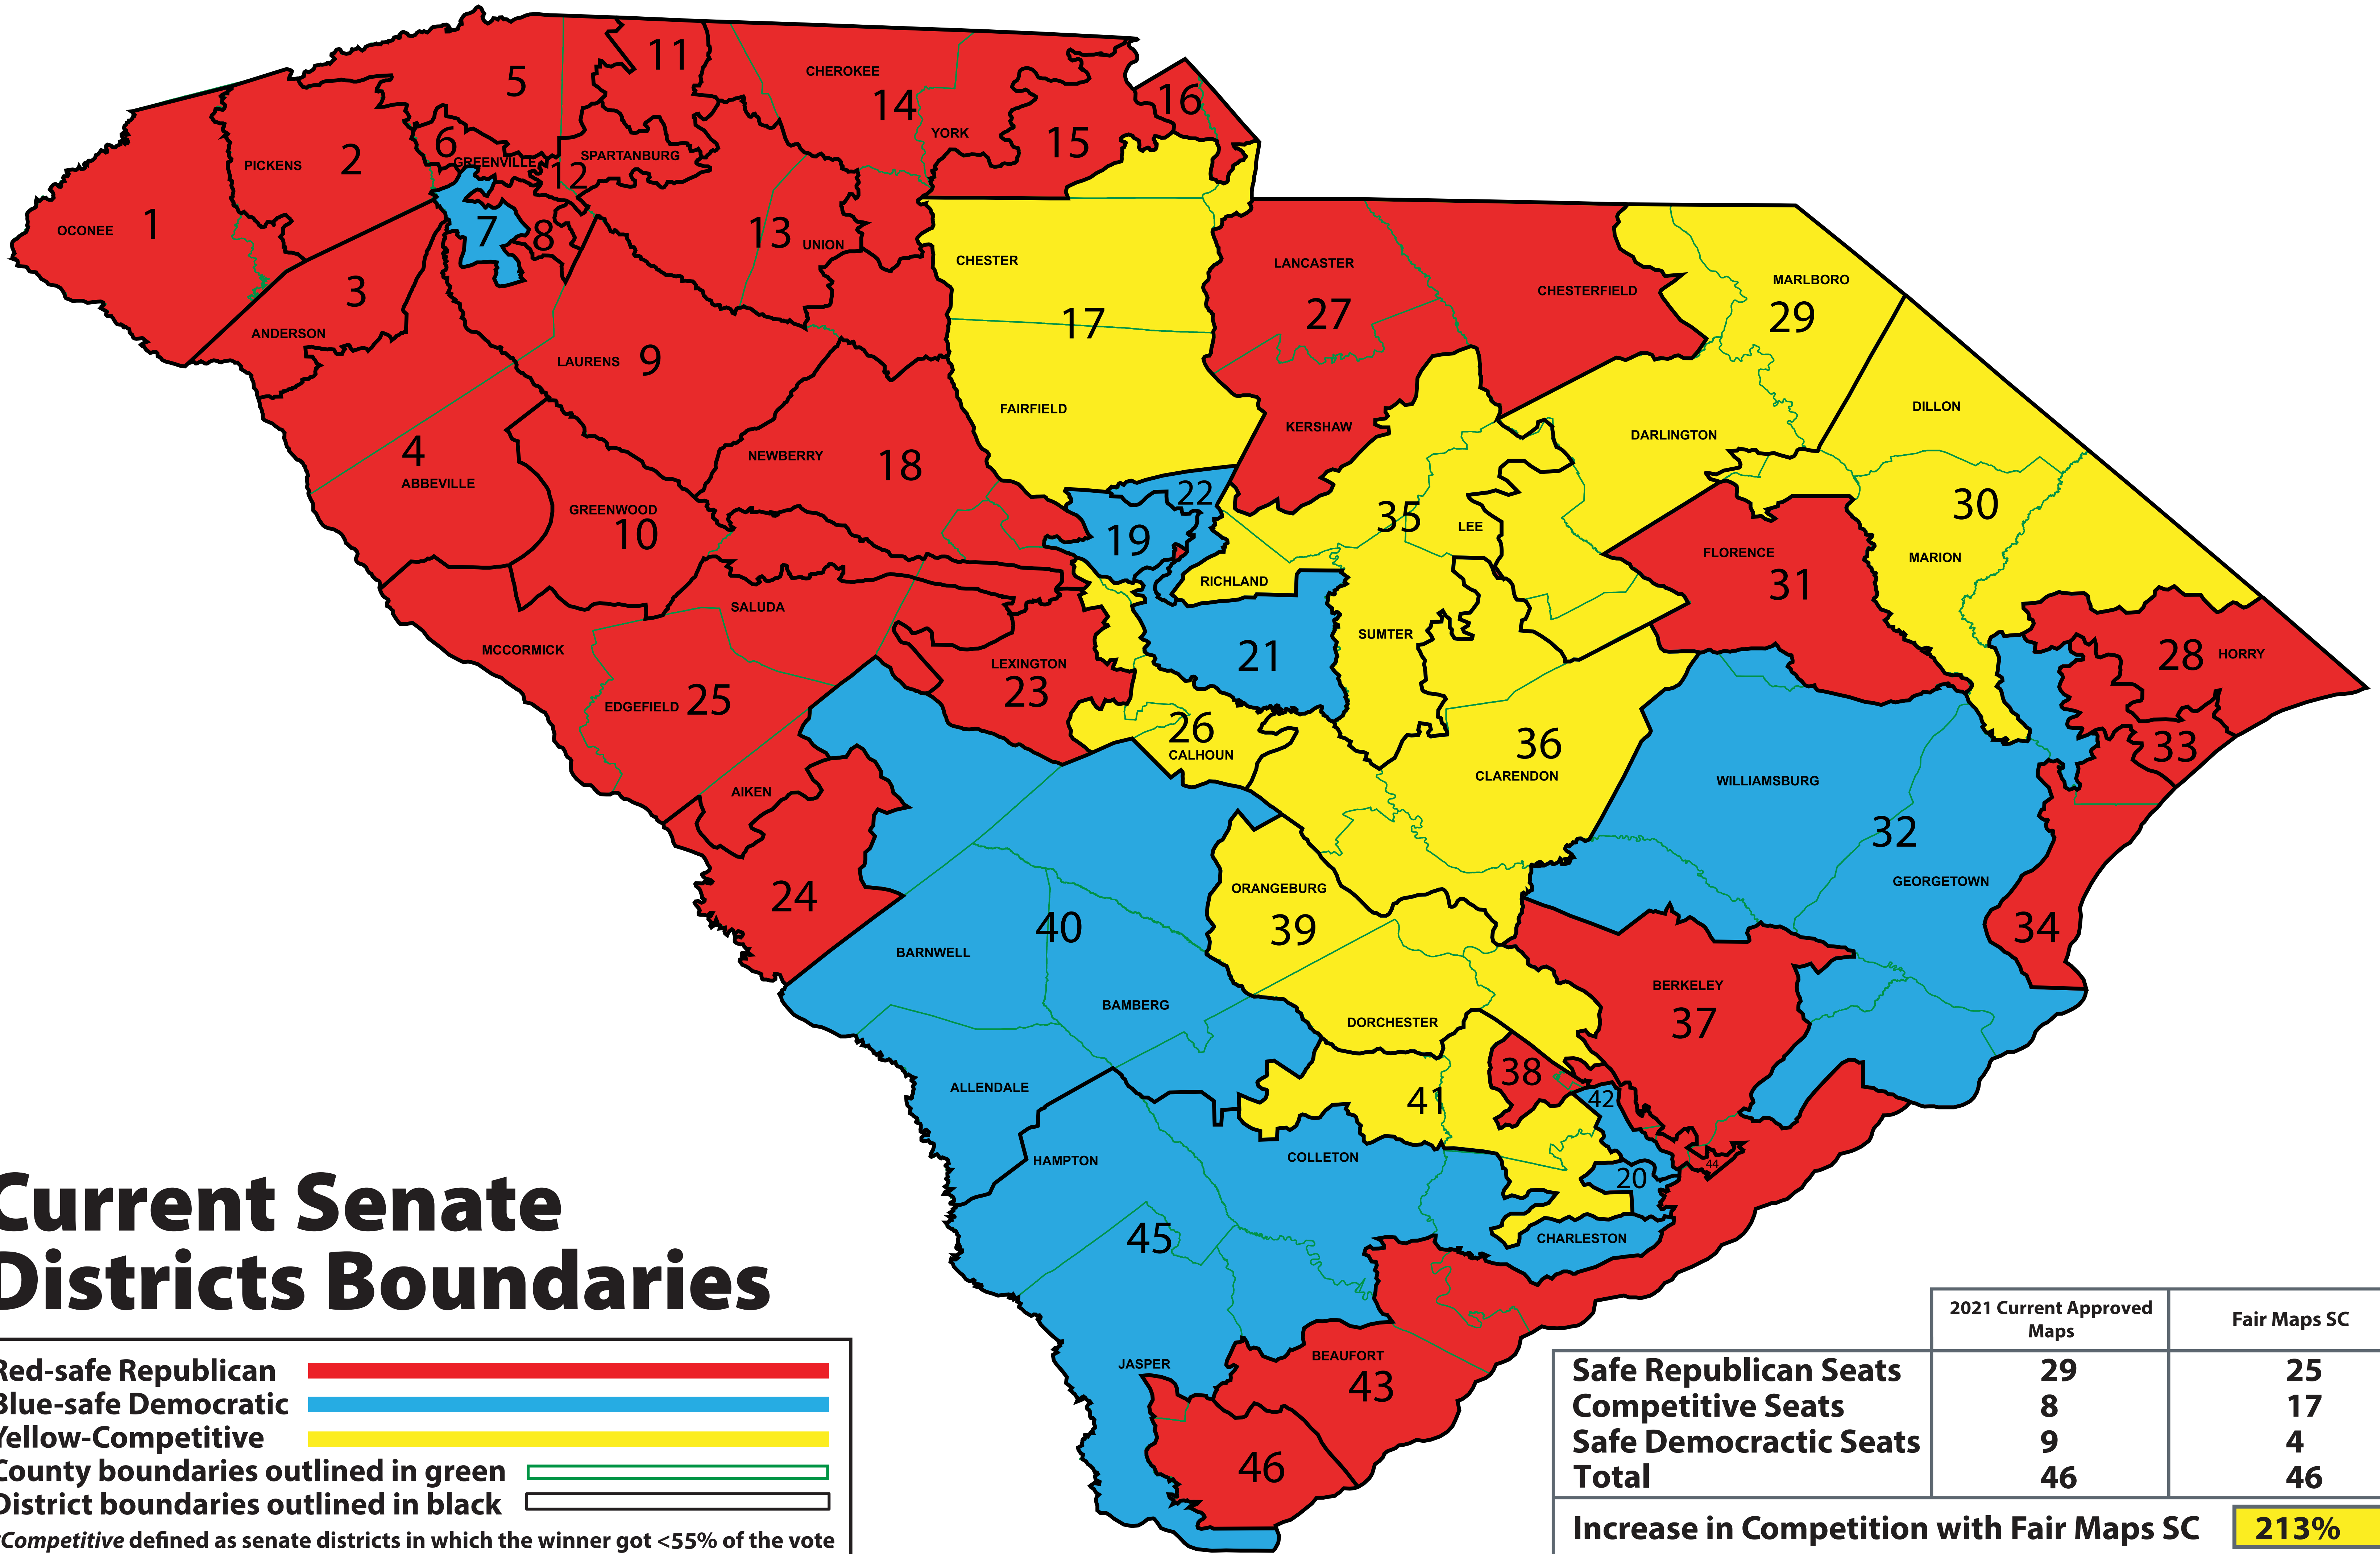 5
11
CHEROKEE
14
16
6
GREENVILLE
12
SPARTANBURG
YORK
15
PICKENS
2
OCONEE
1
7
8
13
UNION
CHESTER
LANCASTER
27
CHESTERFIELD
MARLBORO
29
3
ANDERSON
17
LAURENS
9
FAIRFIELD
KERSHAW
DARLINGTON
DILLON
4
ABBEVILLE
NEWBERRY
18
GREENWOOD
10
22
19
35
LEE
30
MARION
RICHLAND
FLORENCE
31
SALUDA
MCCORMICK
LEXINGTON
23
21
SUMTER
28
HORRY
EDGEFIELD
25
26
CALHOUN
36
CLARENDON
33
AIKEN
WILLIAMSBURG
32
GEORGETOWN
24
ORANGEBURG
39
34
40
BARNWELL
BAMBERG
BERKELEY
37
DORCHESTER
38
ALLENDALE
41
42
HAMPTON
COLLETON
44
20
45
CHARLESTON
JASPER
BEAUFORT
43
46
Current Senate
Districts Boundaries
Red-safe Republican
Blue-safe Democratic
Yellow-Competitive
County boundaries outlined in green
District boundaries outlined in black
*Competitive defined as senate districts in which the winner got <55% of the vote
2021 Current Approved
Maps
Fair Maps SC
Safe Republican Seats 29 25
Competitive Seats 8 17
Safe Democractic Seats 9 4
Total 46 46
Increase in Competition with Fair Maps SC 213%